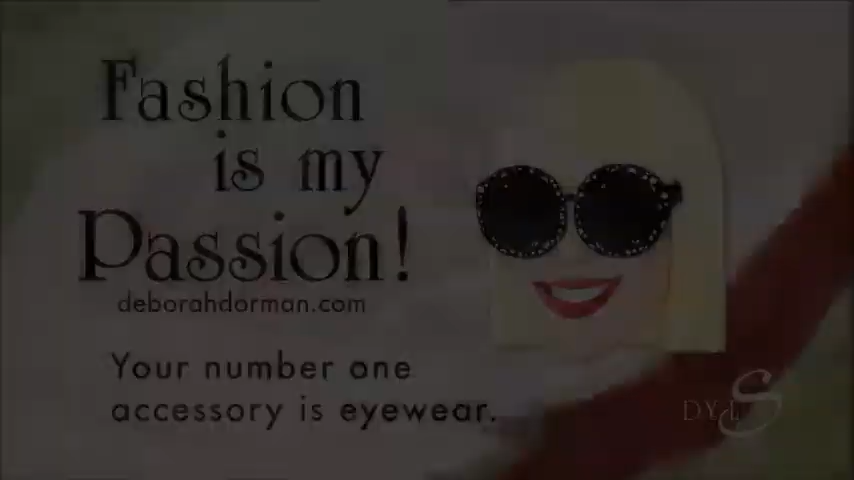 Fashion
is my
Passion!
deborahdorman.com
Your number one
accessory is eyewear.